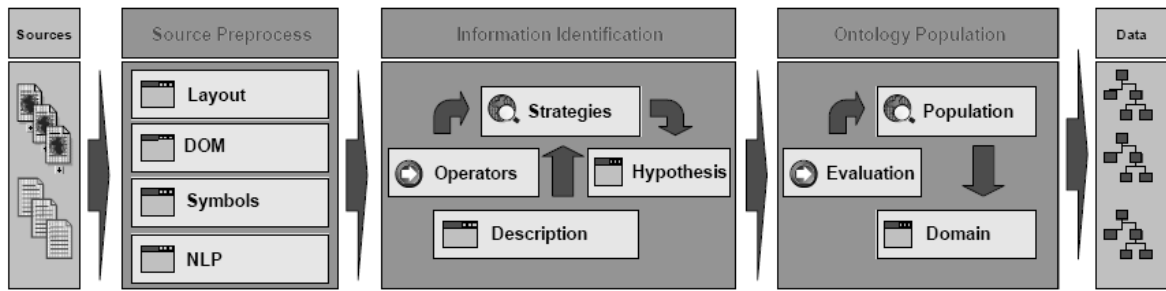 Sources
Source Preprocess
Information Identification
Ontology Population
Data
Layout
DOM
Symbols
NLP
Strategies
Operators
Hypothesis
Description
Population
Evaluation
Domain